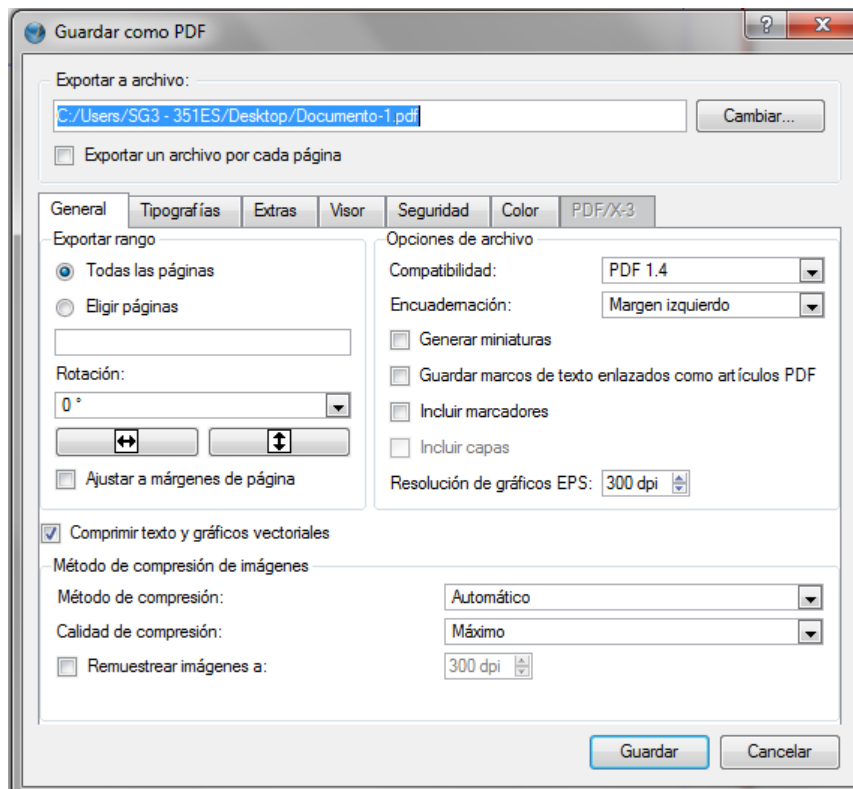 Guardar como PDF
Exportar a archivo:
C:/Users/SG3 - 351ES/Desktop/Documento-1.pdf
Cambiar...
Exportar un archivo por cada página
General Tipografías Extras Visor Seguridad Color PDF/X-3
Exportar rango
Todas las páginas
Eligir páginas
Rotación:
0 °
Ajustar a márgenes de página
Opciones de archivo
Compatibilidad: PDF 1.4
Encuadernación: Margen izquierdo
Generar miniaturas
Guardar marcos de texto enlazados como artículos PDF
Incluir marcadores
Incluir capas
Resolución de gráficos EPS: 300 dpi
Comprimir texto y gráficos vectoriales
Método de compresión de imágenes
Método de compresión: Automático
Calidad de compresión: Máximo
Remuestrear imágenes a: 300 dpi
Guardar Cancelar